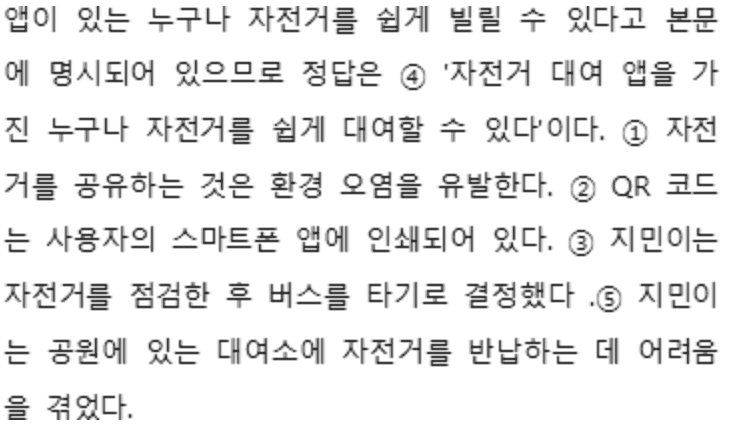 앱이 있는 누구나 자전거를 쉽게 빌릴 수 있다고 본문
에 명시되어 있으므로 정답은 ④ '자전거 대여 앱을 가
진 누구나 자전거를 쉽게 대여할 수 있다'이다. ① 자전
거를 공유하는 것은 환경 오염을 유발한다. ② QR 코드
는 사용자의 스마트폰 앱에 인쇄되어 있다. ③ 지민이는
자전거를 점검한 후 버스를 타기로 결정했다 .⑤ 지민이
는 공원에 있는 대여소에 자전거를 반납하는 데 어려움
을 겪었다.